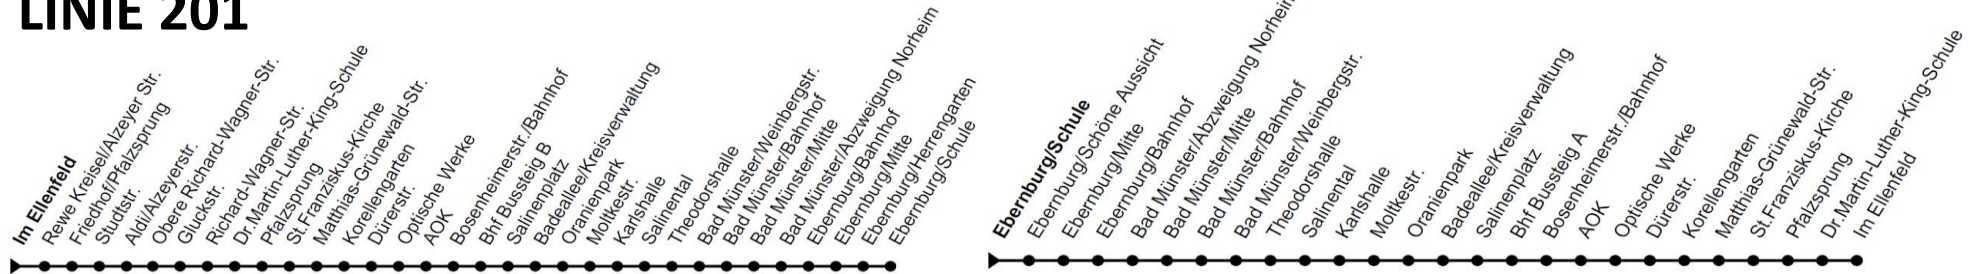 LINIE 201
Im Ellenfeld
Rewe Kreisel/Alzeyer Str.
Friedhof/Pfalzsprung
Studtstr.
Aldi/Alzeyerstr.
Obere Richard-Wagner-Str.
Gluckstr.
Richard-Wagner-Str.
Dr.Martin-Luther-King-Schule
Pfalzsprung
St.Franziskus-Kirche
Matthias-Grünewald-Str.
Korellengarten
Dürerstr.
Optische Werke
AOK
Bosenheimerstr./Bahnhof
Bhf Bussteig B
Salinenplatz
Badeallee/Kreisverwaltung
Oranienpark
Moltkestr.
Karlshalle
Salinental
Theodorshalle
Bad Münster/Weinbergstr.
Bad Münster/Bahnhof
Bad Münster/Mitte
Bad Münster/Abzweigung Norheim
Ebernburg/Bahnhof
Ebernburg/Mitte
Ebernburg/Herrengarten
Ebernburg/Schule
Ebernburg/Schule
Ebernburg/Schöne Aussicht
Ebernburg/Mitte
Ebernburg/Bahnhof
Bad Münster/Abzweigung Norheim
Bad Münster/Mitte
Bad Münster/Bahnhof
Bad Münster/Weinbergstr.
Theodorshalle
Salinental
Karlshalle
Moltkestr.
Oranienpark
Badeallee/Kreisverwaltung
Salinenplatz
Bhf Bussteig A
Bosenheimerstr./Bahnhof
AOK
Optische Werke
Dürerstr.
Korellengarten
Matthias-Grünewald-Str.
St.Franziskus-Kirche
Pfalzsprung
Dr.Martin-Luther-King-Schule
Im Ellenfeld